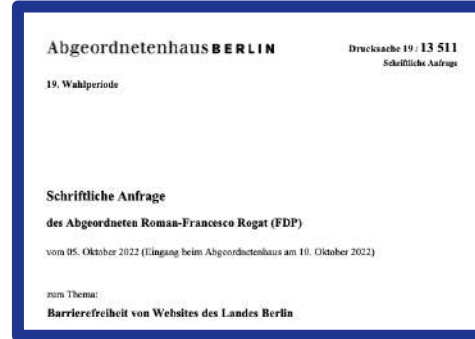 Abgeordnetenhaus BERLIN
Drucksache 19 / 13 511
Schriftliche Anfrage
19. Wahlperiode
Schriftliche Anfrage
des Abgeordneten Roman-Francesco Rogat (FDP)
vom 05. Oktober 2022 (Eingang beim Abgeordnetenhaus am 10. Oktober 2022)
zum Thema:
Barrierefreiheit von Websites des Landes Berlin